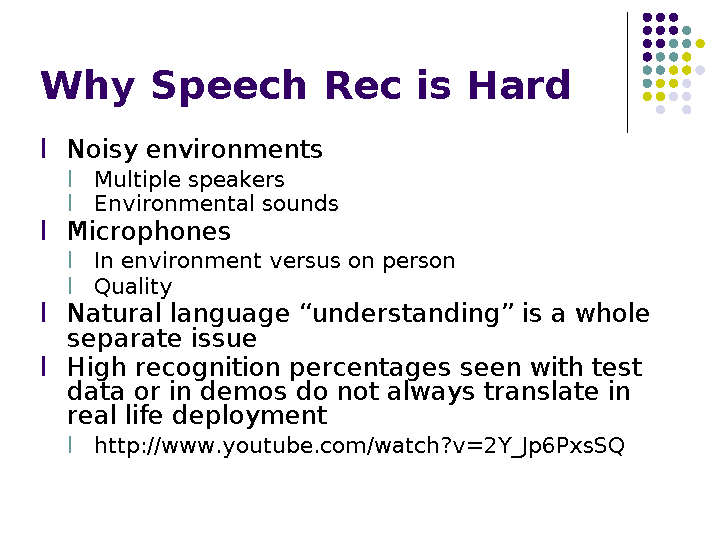 Why Speech Rec is Hard
l Noisy environments
l Multiple speakers
l Environmental sounds
l Microphones
l In environment versus on person
l Quality
l Natural language “understanding” is a whole
separate issue
l High recognition percentages seen with test
data or in demos do not always translate in
real life deployment
l http://www.youtube.com/watch?v=2Y_Jp6PxsSQ